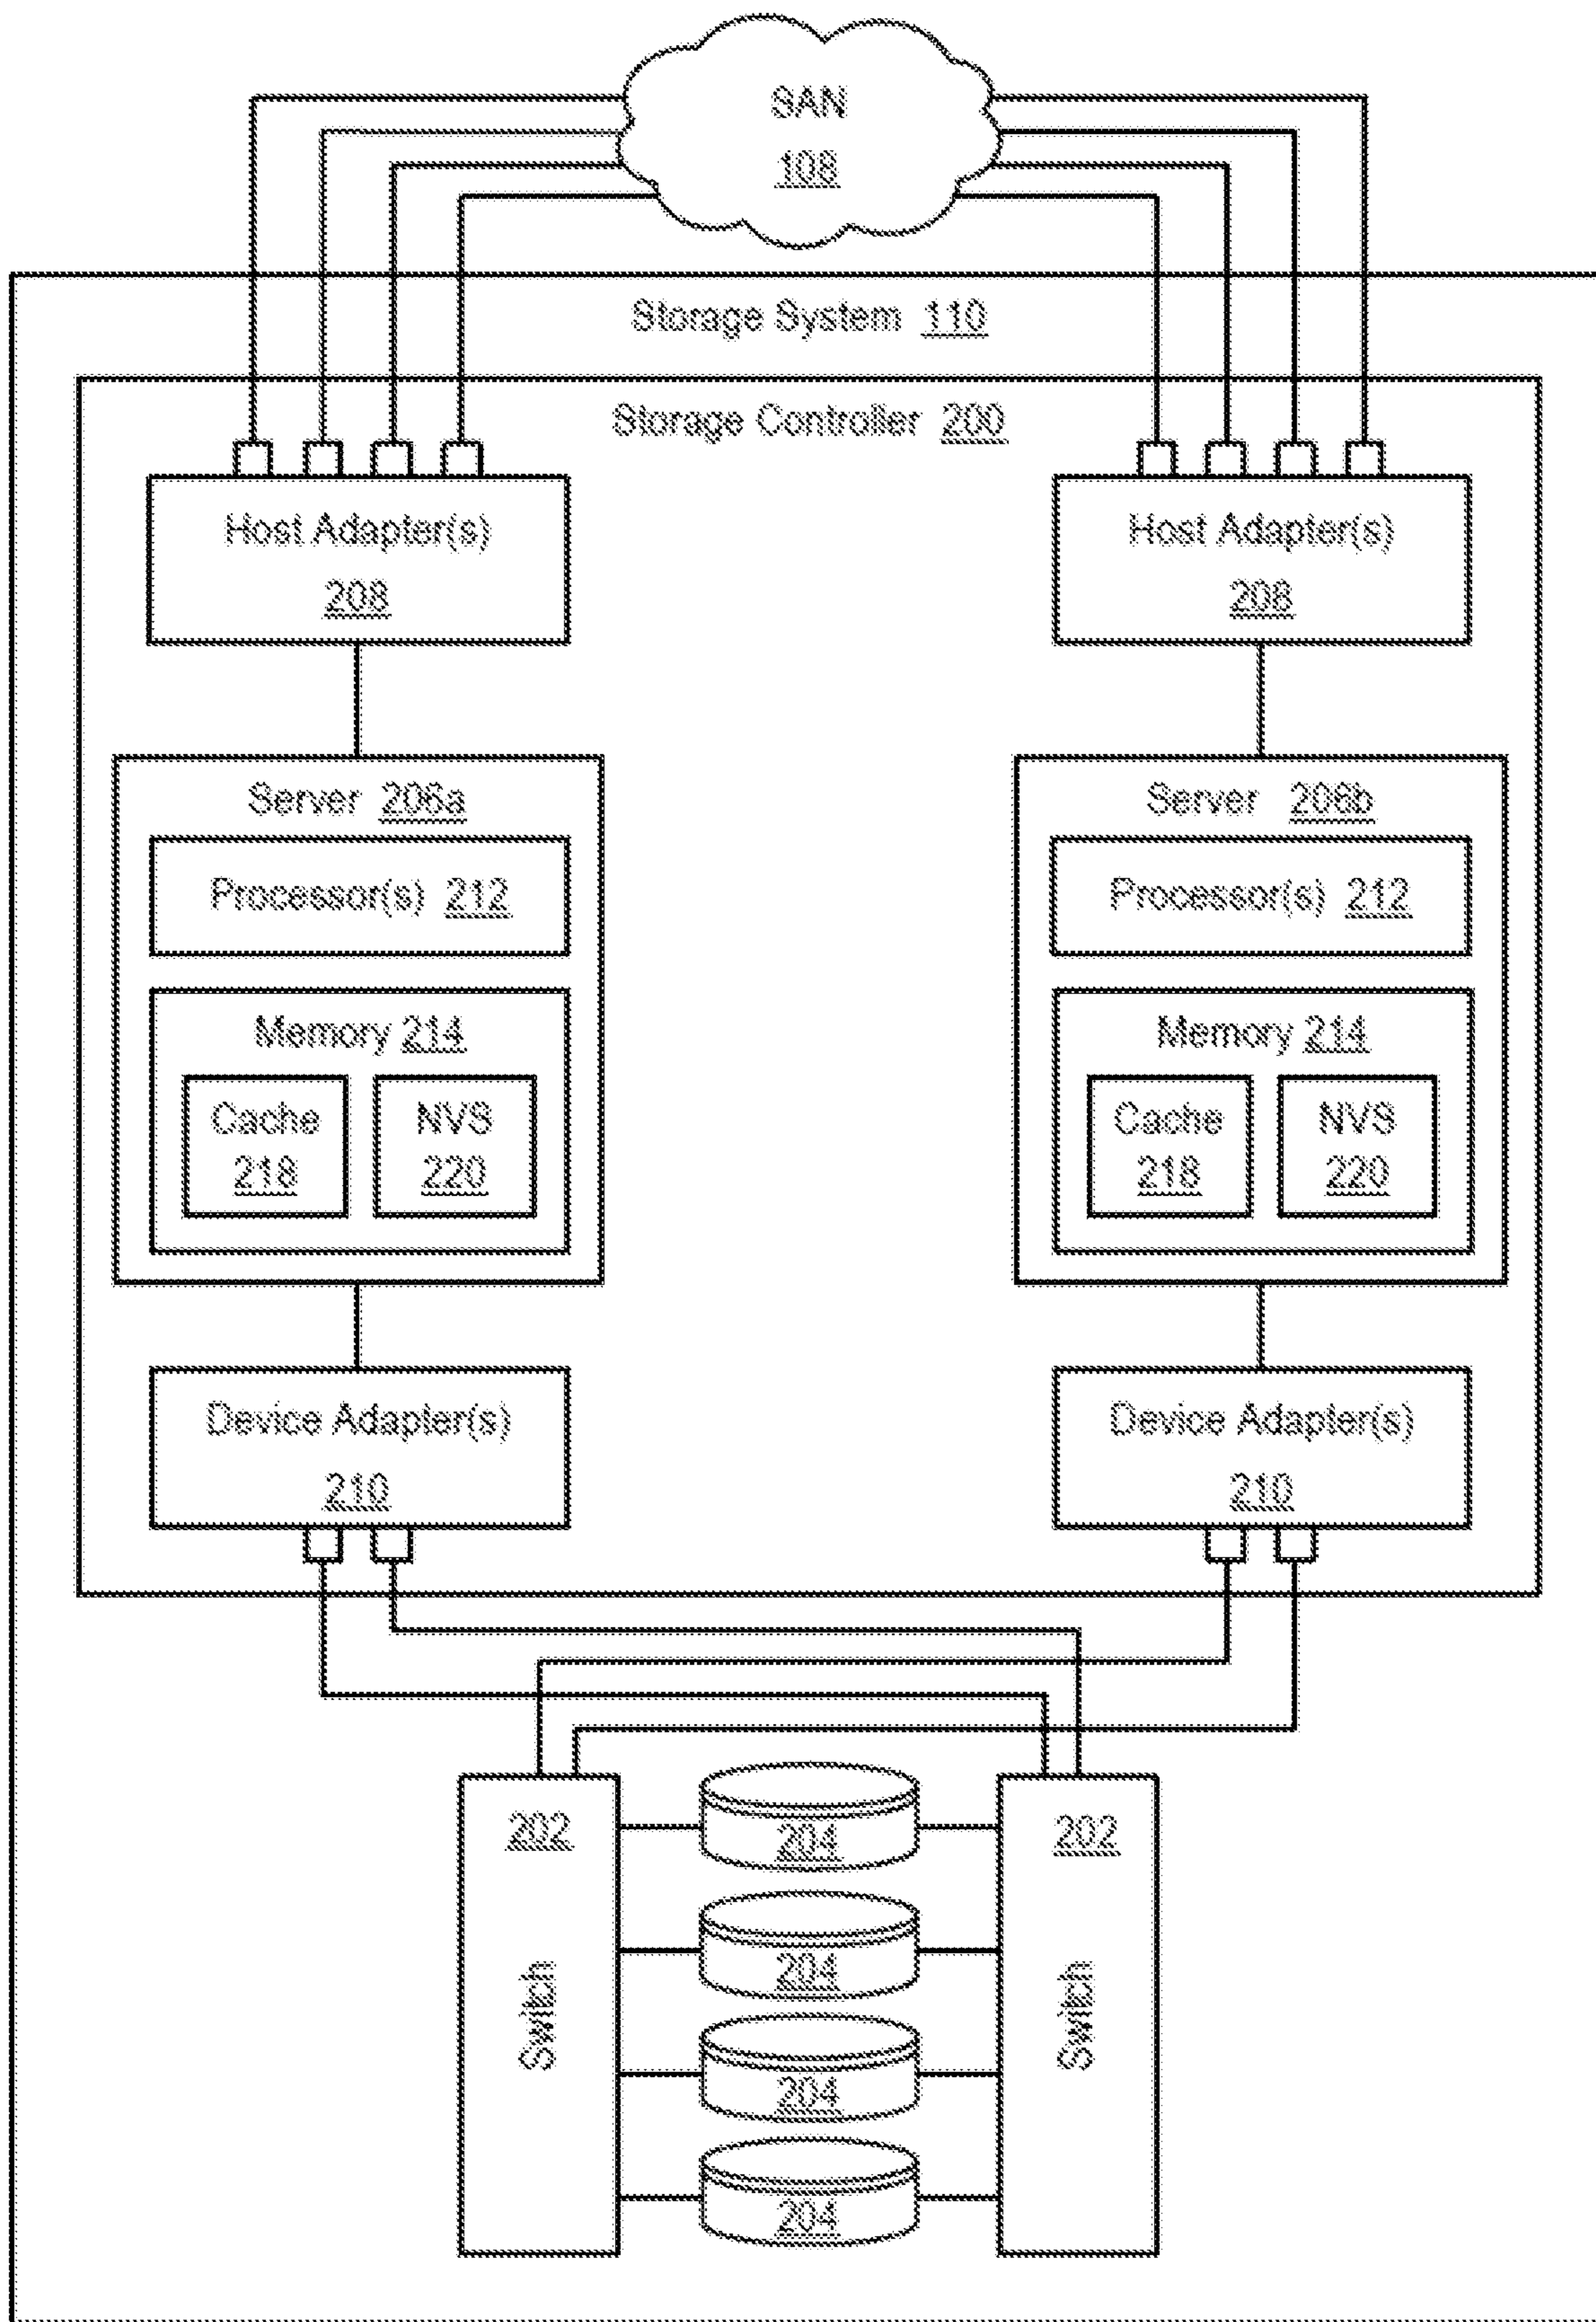 SAN
108
Storage System 110
Storage Controller 200
Host Adapter(s)
208
Host Adapter(s)
208
Server 206a
Processor(s) 212
Memory 214
Cache
218
NVS
220
Server 206b
Processor(s) 212
Memory 214
Cache
218
NVS
220
Device Adapter(s)
210
Device Adapter(s)
210
202
Switch
204
204
204
204
202
Switch